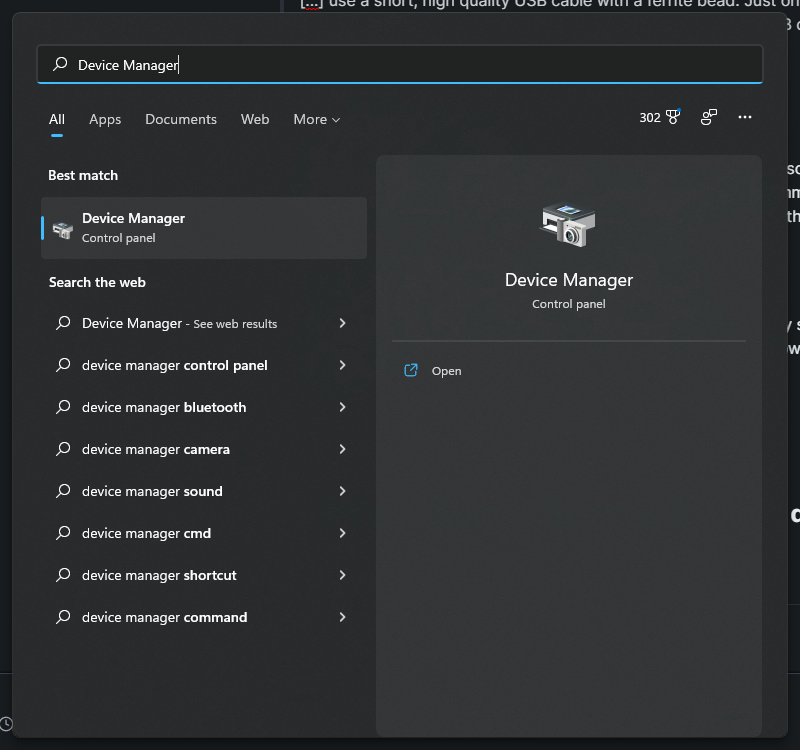 [...] use a short, high quality USB cable with a ferrite bead. Just on
Device Manager
All
Apps
Documents
Web
More
302
Best match
Device Manager
Control panel
Search the web
Device Manager - See web results
device manager control panel
device manager bluetooth
device manager camera
device manager sound
device manager cmd
device manager shortcut
device manager command
Device Manager
Control panel
Open